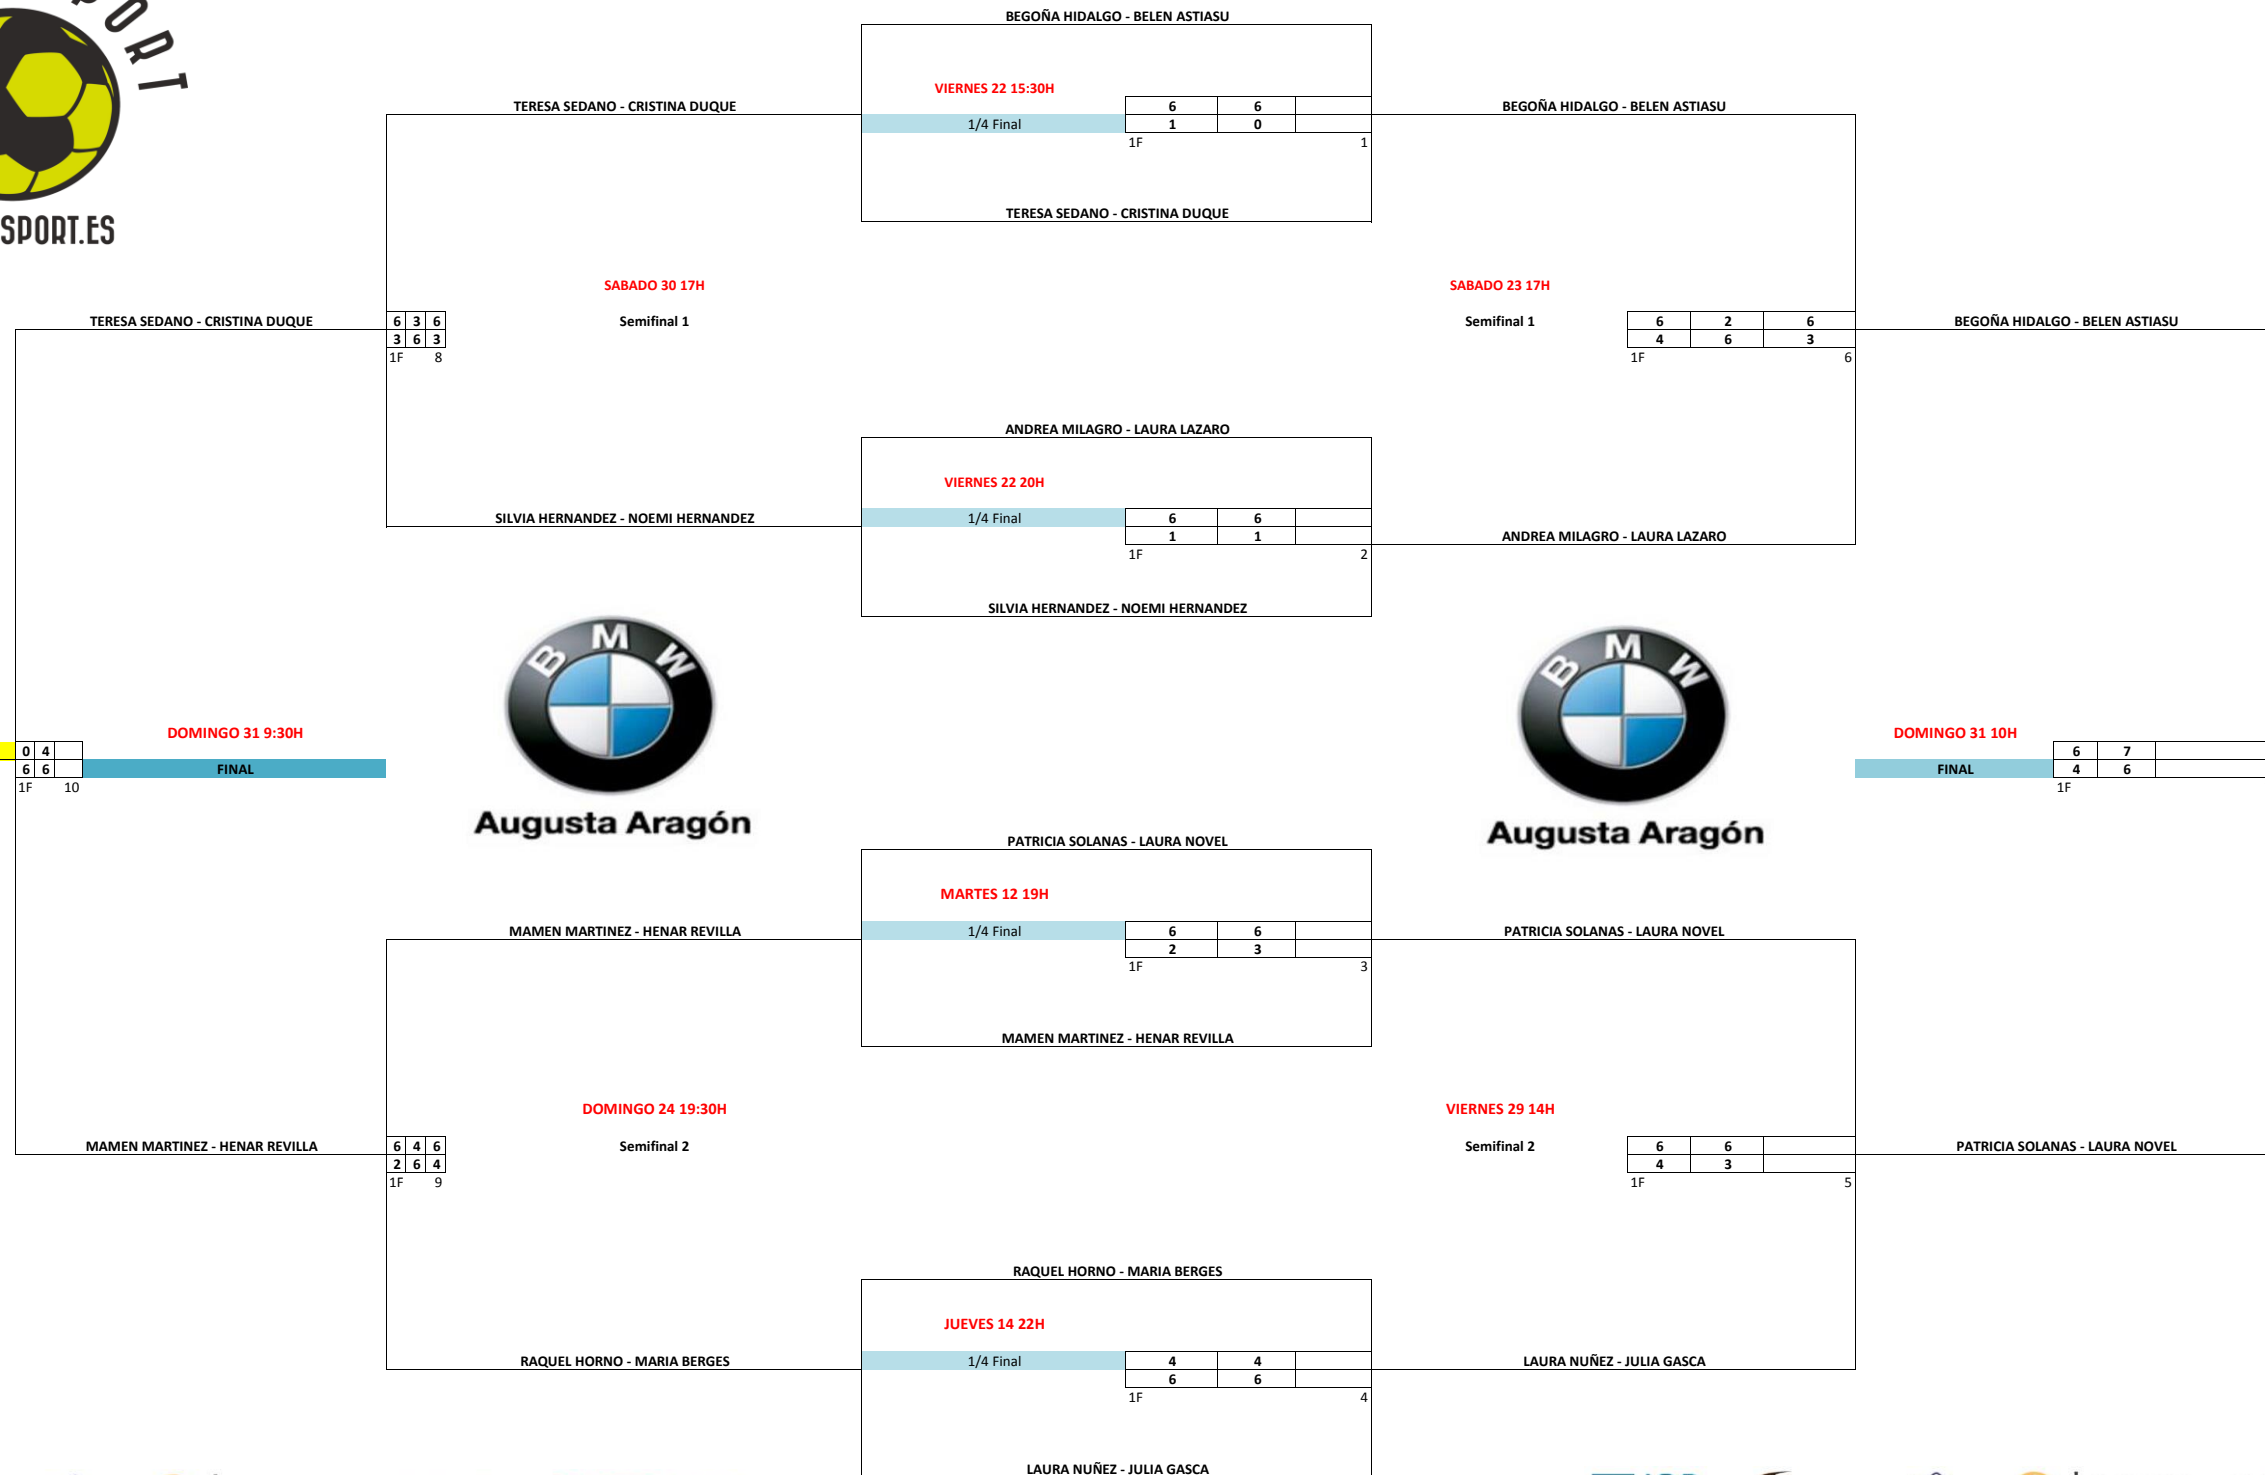 PORT
SPORT.ES
BEGOÑA HIDALGO - BELEN ASTIASU
VIERNES 22 15:30H
TERESA SEDANO - CRISTINA DUQUE
6 6
BEGOÑA HIDALGO - BELEN ASTIASU
1/4 Final
1 0
1F 1
TERESA SEDANO - CRISTINA DUQUE
SABADO 30 17H
SABADO 23 17H
TERESA SEDANO - CRISTINA DUQUE
6 3 6
Semifinal 1
Semifinal 1
6 2 6
BEGOÑA HIDALGO - BELEN ASTIASU
3 6 3
4 6 3
1F 8
1F 6
ANDREA MILAGRO - LAURA LAZARO
VIERNES 22 20H
SILVIA HERNANDEZ - NOEMI HERNANDEZ
1/4 Final
6 6
1 1
ANDREA MILAGRO - LAURA LAZARO
1F 2
SILVIA HERNANDEZ - NOEMI HERNANDEZ
BMW
BMW
DOMINGO 31 9:30H
DOMINGO 31 10H
0 4
6 7
6 6
FINAL
FINAL
4 6
1F 10
1F
Augusta Aragón
Augusta Aragón
PATRICIA SOLANAS - LAURA NOVEL
MARTES 12 19H
MAMEN MARTINEZ - HENAR REVILLA
1/4 Final
6 6
PATRICIA SOLANAS - LAURA NOVEL
2 3
1F 3
MAMEN MARTINEZ - HENAR REVILLA
DOMINGO 24 19:30H
VIERNES 29 14H
MAMEN MARTINEZ - HENAR REVILLA
6 4 6
Semifinal 2
Semifinal 2
6 6
PATRICIA SOLANAS - LAURA NOVEL
2 6 4
4 3
1F 9
1F 5
RAQUEL HORNO - MARIA BERGES
JUEVES 14 22H
RAQUEL HORNO - MARIA BERGES
1/4 Final
4 4
LAURA NUÑEZ - JULIA GASCA
6 6
1F 4
LAURA NUÑEZ - JULIA GASCA